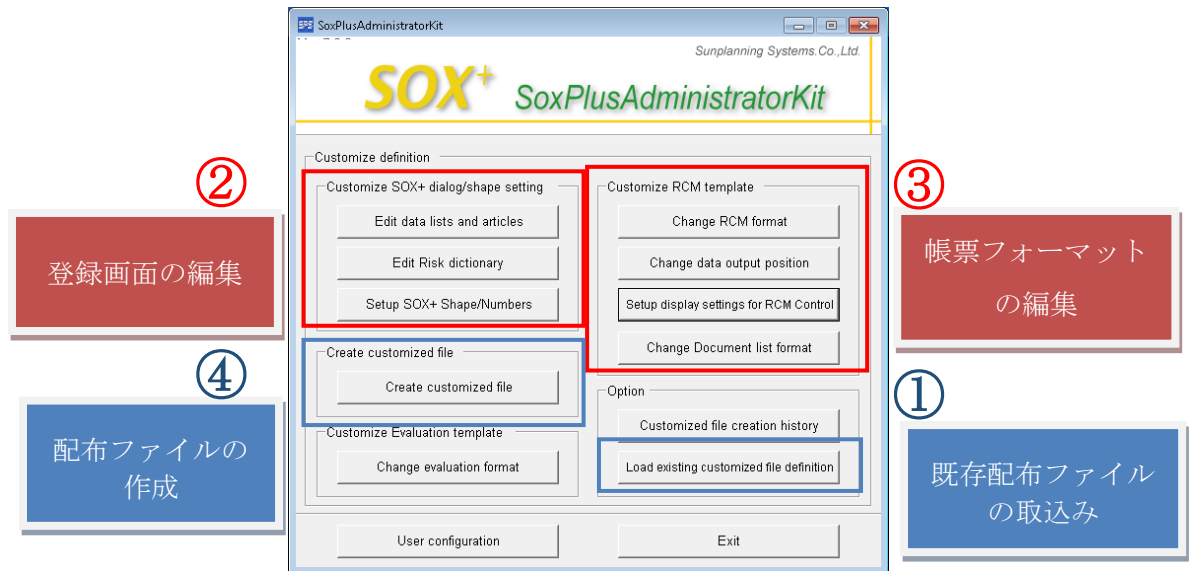 SoxPlusAdministratorKit
Sunplanning Systems.Co.,Ltd.
SOX+ SoxPlusAdministratorKit
Customize definition
②
登録画面の編集
Customize SOX+ dialog/shape setting
Edit data lists and articles
Edit Risk dictionary
Setup SOX+ Shape/Numbers
③
帳票フォーマット
の編集
Customize RCM template
Change RCM format
Change data output position
Setup display settings for RCM Control
Change Document list format
④
配布ファイルの
作成
Create customized file
Create customized file
Customize Evaluation template
Change evaluation format
①
既存配布ファイル
の取込み
Option
Customized file creation history
Load existing customized file definition
User configuration
Exit